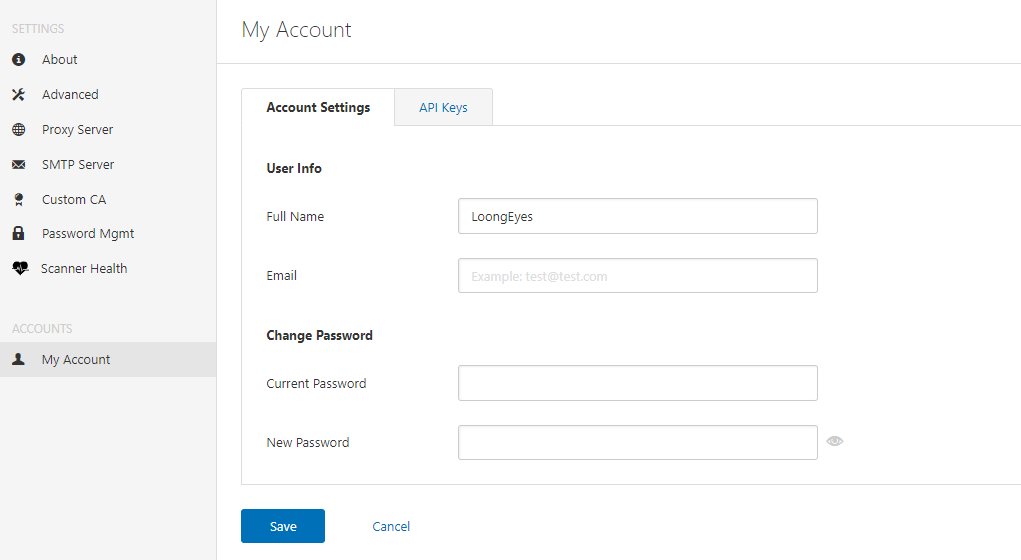 SETTINGS
About
Advanced
Proxy Server
SMTP Server
Custom CA
Password Mgmt
Scanner Health
ACCOUNTS
My Account
My Account
Account Settings
API Keys
User Info
Full Name
LoongEyes
Email
Example: test@test.com
Change Password
Current Password
New Password
Save
Cancel